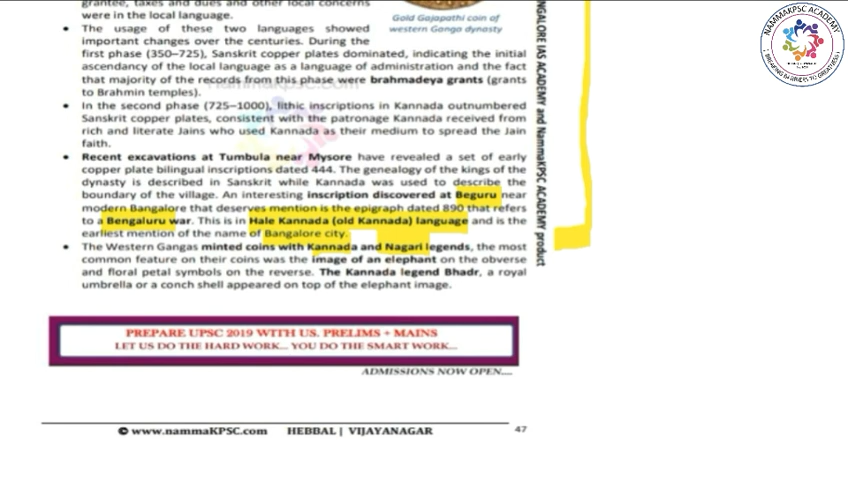 grantee, taxes and dues and other local concerns
were in the local language.
Gold Gajapathi coin of
western Ganga dynasty
• The usage of these two languages showed
important changes over the centuries. During the
first phase (350–725), Sanskrit copper plates dominated, indicating the initial
ascendancy of the local language as a language of administration and the fact
that majority of the records from this phase were brahmadeya grants (grants
to Brahmin temples).
• In the second phase (725–1000), lithic inscriptions in Kannada outnumbered
Sanskrit copper plates, consistent with the patronage Kannada received from
rich and literate Jains who used Kannada as their medium to spread the Jain
faith.
• Recent excavations at Tumbula near Mysore have revealed a set of early
copper plate bilingual inscriptions dated 444. The genealogy of the kings of the
dynasty is described in Sanskrit while Kannada was used to describe the
boundary of the village. An interesting inscription discovered at Beguru near
modern Bangalore that deserves mention is the epigraph dated 890 that refers
to a Bengaluru war. This is in Hale Kannada (old Kannada) language and is the
earliest mention of the name of Bangalore city.
• The Western Gangas minted coins with Kannada and Nagari legends, the most
common feature on their coins was the image of an elephant on the obverse
and floral petal symbols on the reverse. The Kannada legend Bhadr, a royal
umbrella or a conch shell appeared on top of the elephant image.
PREPARE UPSC 2019 WITH US. PRELIMS + MAINS
LET US DO THE HARD WORK... YOU DO THE SMART WORK...
ADMISSIONS NOW OPEN....
© www.nammaKPSC.com HEBBAL | VIJAYANAGAR
47
NGALORE IAS ACADEMY and NammaKPSC ACADEMY product
NAMMAKPSC ACADEMY